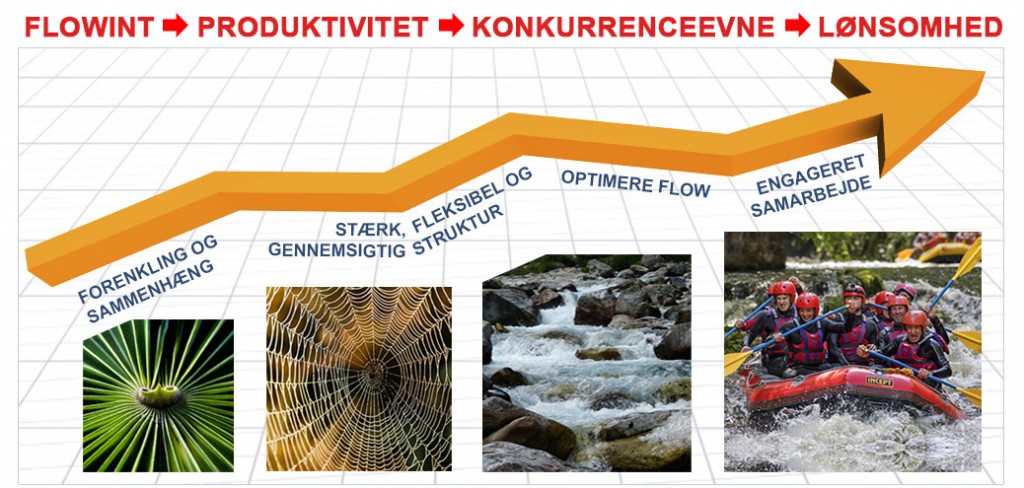 FLOWINT ➡ PRODUKTIVITET ➡ KONKURRENCEEVNE ➡ LØNSOMHED
FORENKLING OG
SAMMENHÆNG
STÆRK, FLEKSIBEL OG
GENNEMSIGTIG STRUKTUR
OPTIMERE FLOW
ENGAGERET
SAMARBEJDE
INCEPT